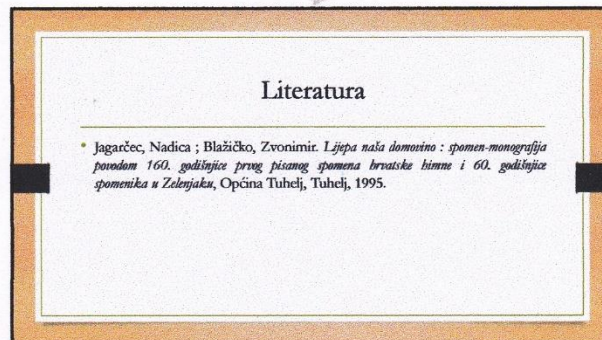 Literatura
• Jagarčec, Nadica ; Blažičko, Zvonimir. Lijepa naša domovino : spomen-monografija
povodom 160. godišnjice prvog pisanog spomena hrvatske himne i 60. godišnjice
spomenika u Zelenjaku, Općina Tuhelj, Tuhelj, 1995.